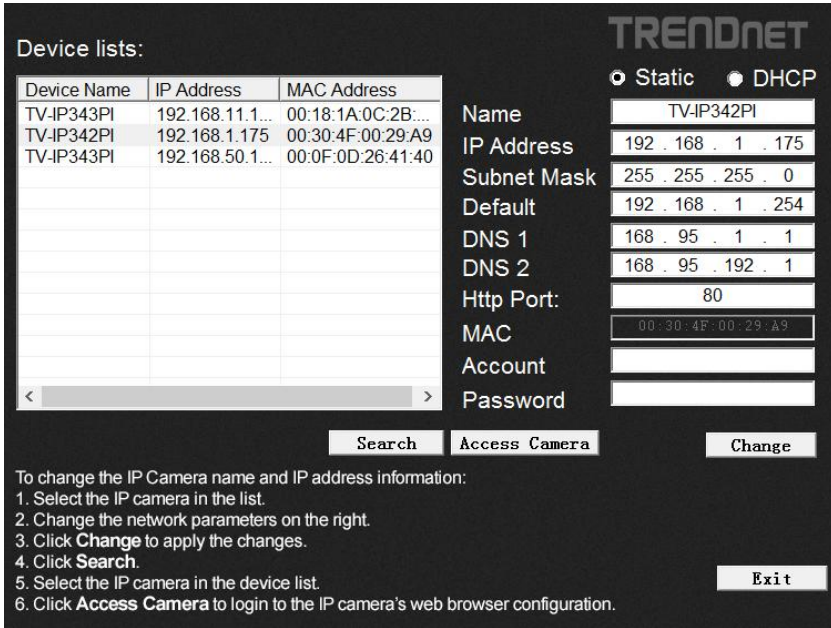 TRENDNET
Device lists:
Static DHCP
Device Name IP Address MAC Address
TV-IP343PI 192.168.11.1... 00:18:1A:0C:2B:...
TV-IP342PI 192.168.1.175 00:30:4F:00:29:A9
TV-IP343PI 192.168.50.1... 00:0F:0D:26:41:40
Name TV-IP342PI
IP Address 192 . 168 . 1 . 175
Subnet Mask 255 . 255 . 255 . 0
Default 192 . 168 . 1 . 254
DNS 1 168 . 95 . 1 . 1
DNS 2 168 . 95 . 192 . 1
Http Port: 80
MAC 00:30:4F:00:29:A9
Account
Password
Search Access Camera Change
To change the IP Camera name and IP address information:
1. Select the IP camera in the list.
2. Change the network parameters on the right.
3. Click Change to apply the changes.
4. Click Search.
5. Select the IP camera in the device list.
6. Click Access Camera to login to the IP camera's web browser configuration.
Exit